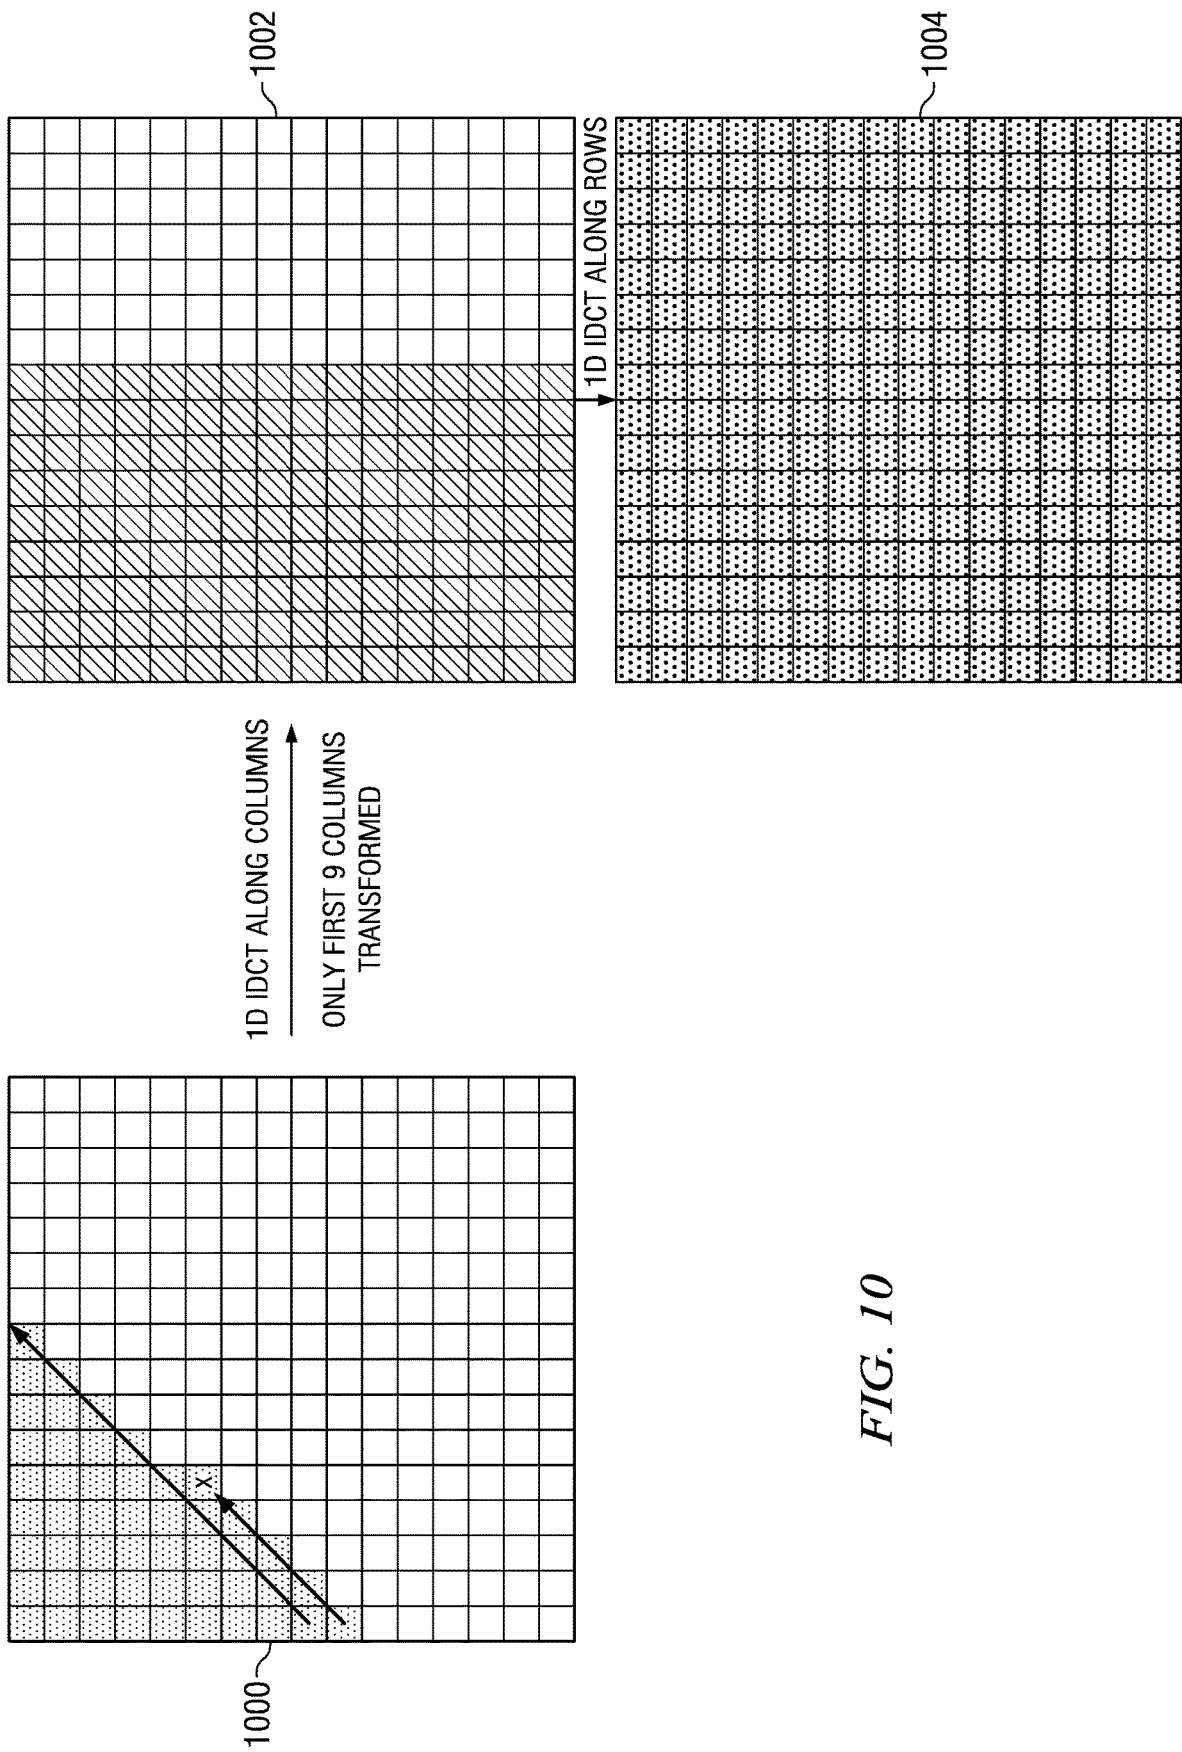 1000
X
1D IDCT ALONG COLUMNS
ONLY FIRST 9 COLUMNS
TRANSFORMED
1002
1D IDCT ALONG ROWS
1004
FIG. 10